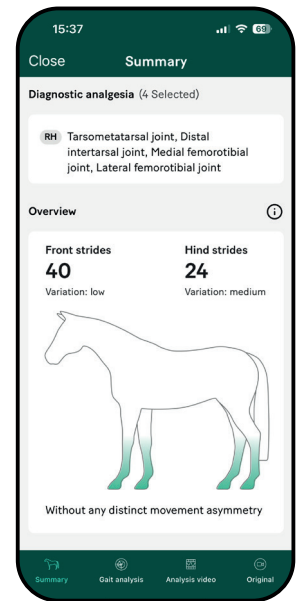 15:37
69
Close Summary
Diagnostic analgesia (4 Selected)
RH Tarsometatarsal joint, Distal
intertarsal joint, Medial femorotibial
joint, Lateral femorotibial joint
Overview
Front strides Hind strides
40 24
Variation: low Variation: medium
Without any distinct movement asymmetry
Summary Gait analysis Analysis video Original